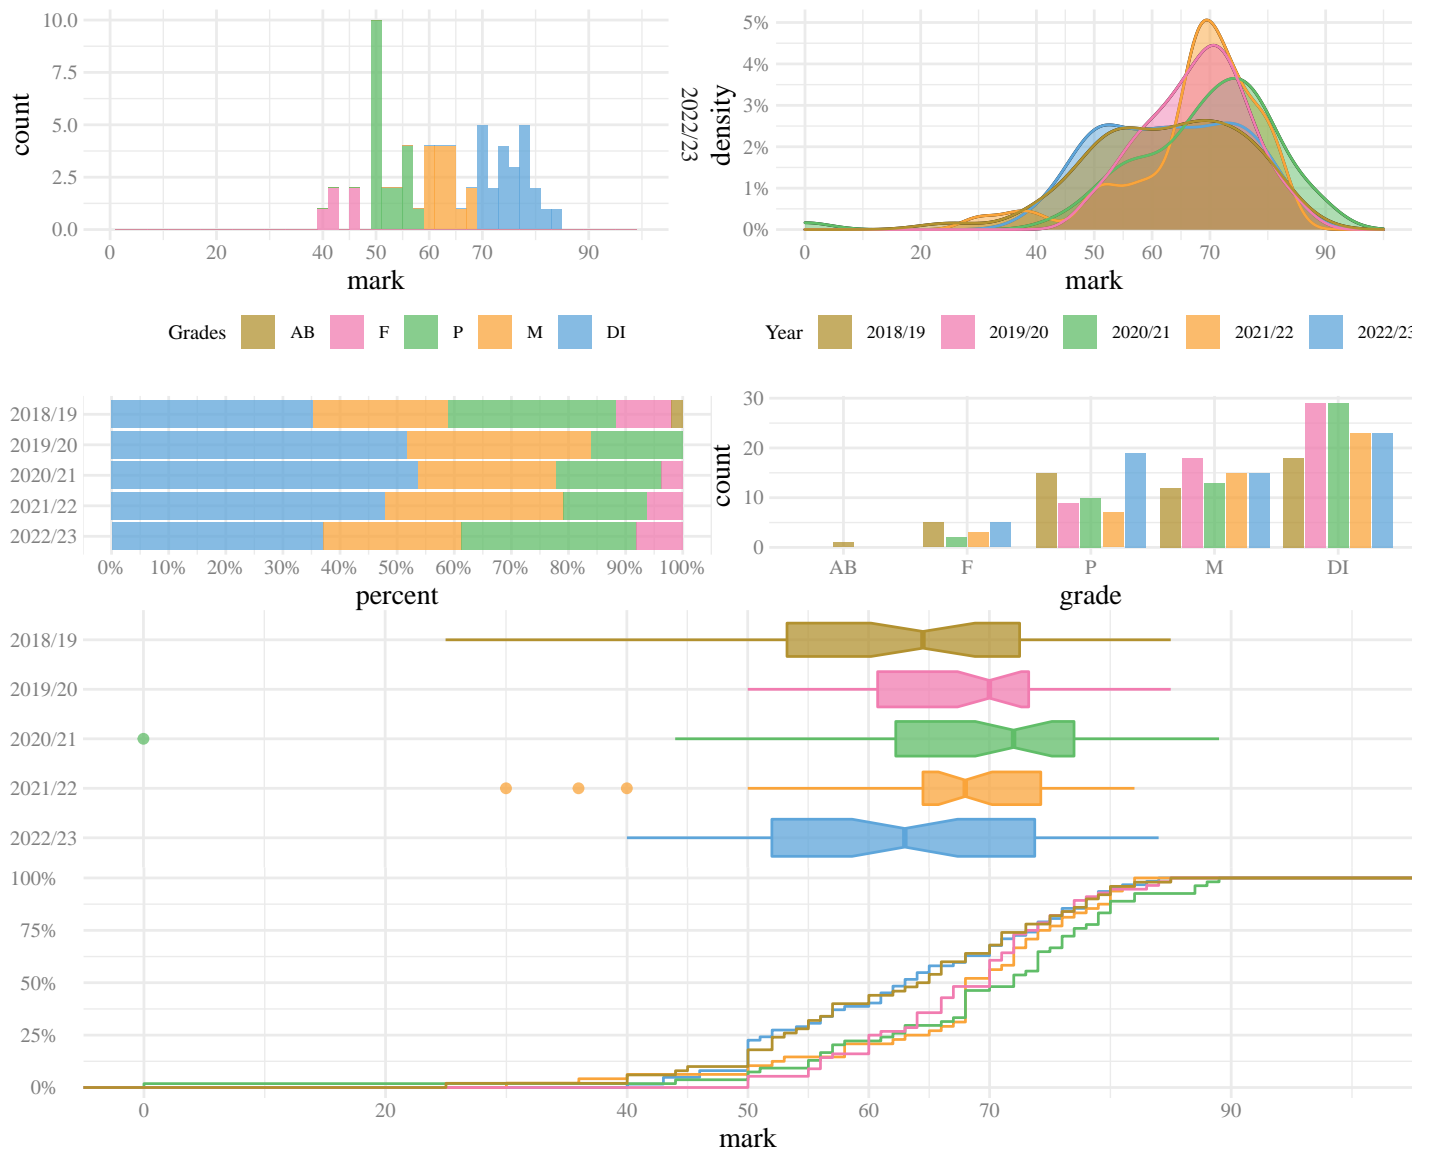 10.0
7.5
5.0
2.5
0.0
count
0 20 40 50 60 70 90
mark
2022/23
5%
4%
3%
2%
1%
0%
density
0 20 40 50 60 70 90
mark
Grades AB F P M DI
Year 2018/19 2019/20 2020/21 2021/22 2022/23
2018/19
2019/20
2020/21
2021/22
2022/23
0% 10% 20% 30% 40% 50% 60% 70% 80% 90% 100%
percent
30
20
10
0
count
AB F P M DI
grade
2018/19
2019/20
2020/21
2021/22
2022/23
100%
75%
50%
25%
0%
0 20 40 50 60 70 90
mark